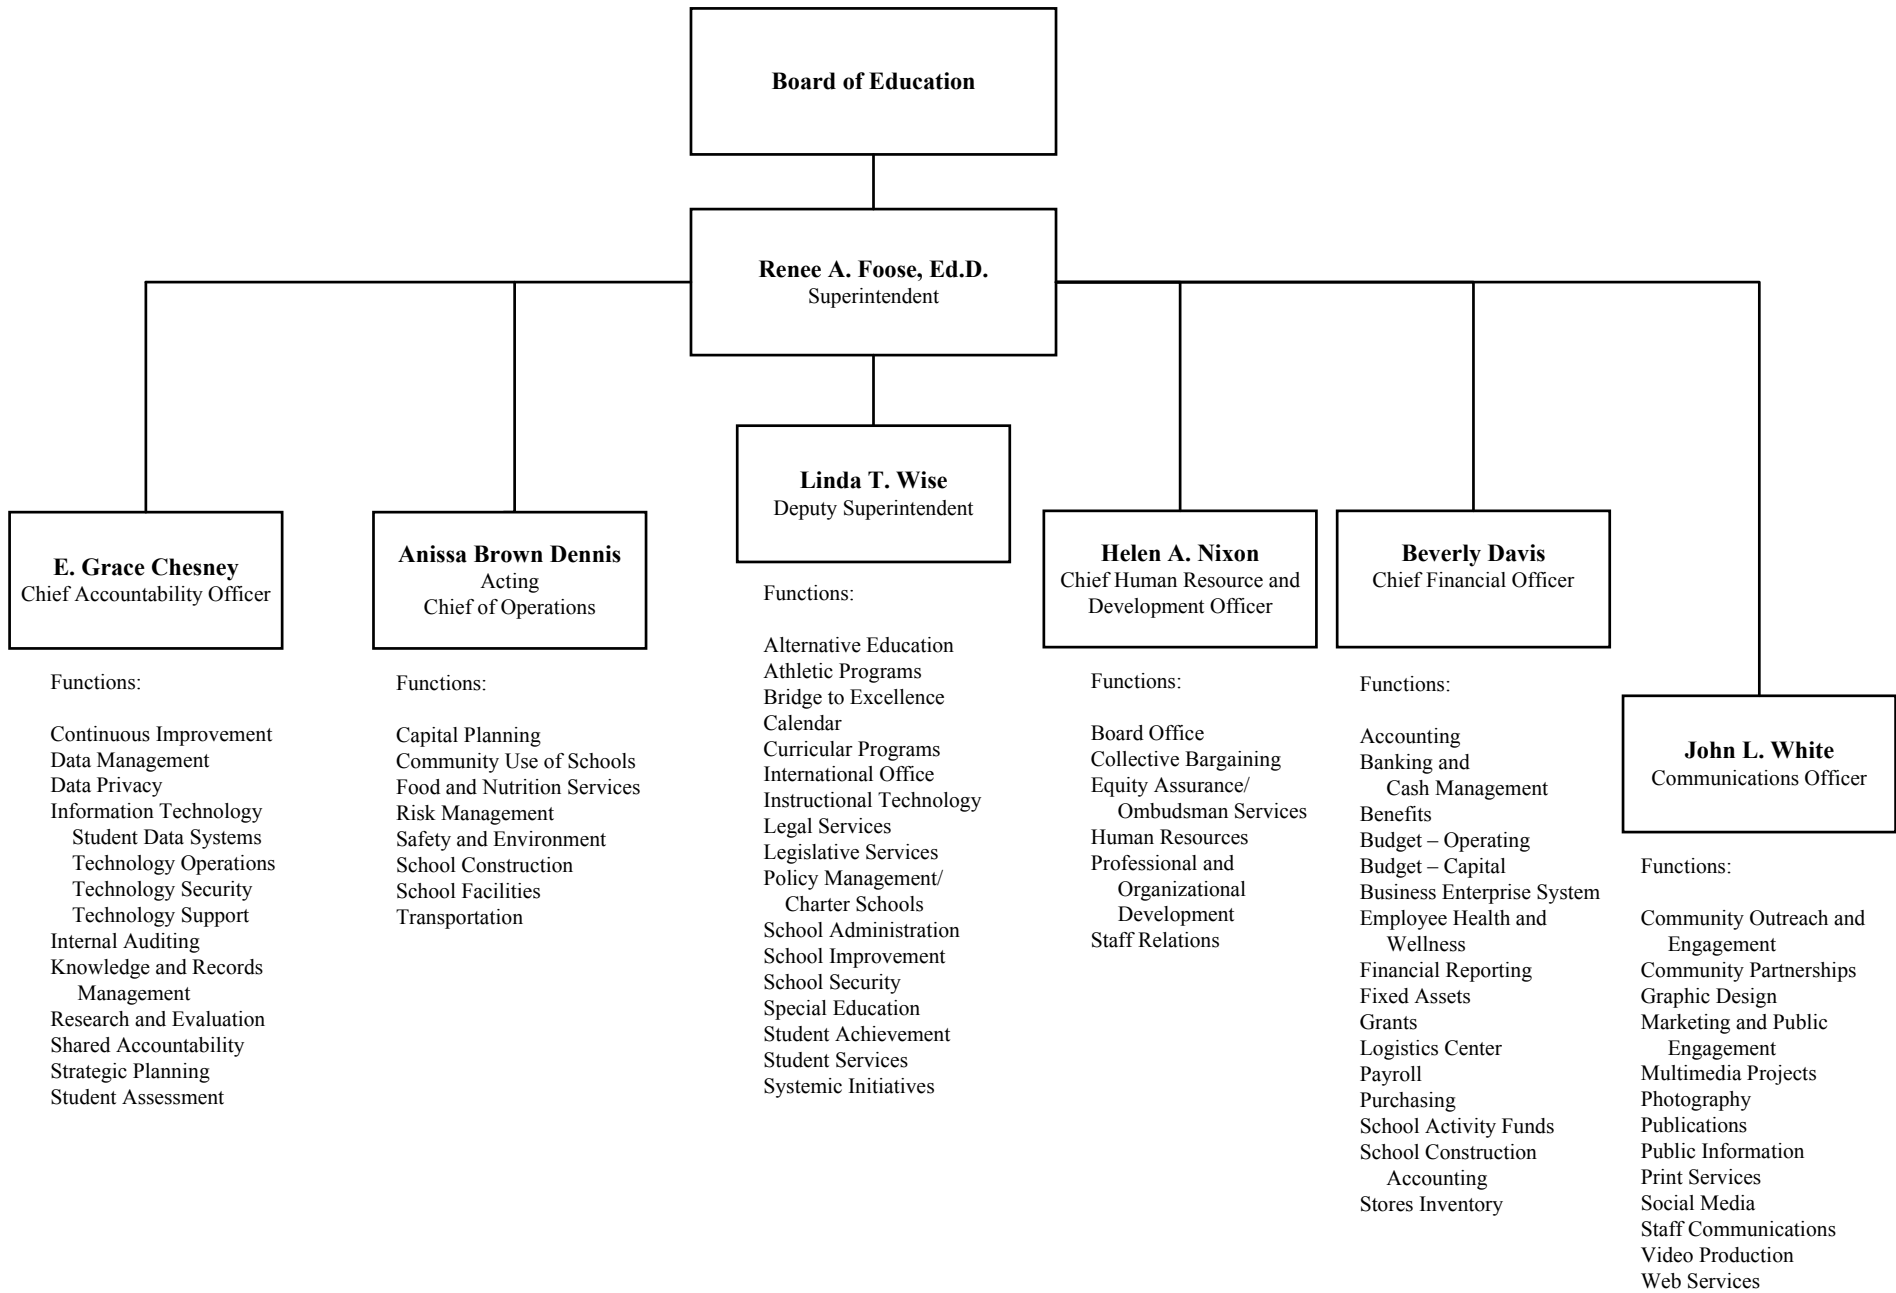 Board of Education
Renee A. Foose, Ed.D.
Superintendent
E. Grace Chesney
Chief Accountability Officer
Functions:
Continuous Improvement
Data Management
Data Privacy
Information Technology
Student Data Systems
Technology Operations
Technology Security
Technology Support
Internal Auditing
Knowledge and Records
Management
Research and Evaluation
Shared Accountability
Strategic Planning
Student Assessment
Anissa Brown Dennis
Acting
Chief of Operations
Functions:
Capital Planning
Community Use of Schools
Food and Nutrition Services
Risk Management
Safety and Environment
School Construction
School Facilities
Transportation
Linda T. Wise
Deputy Superintendent
Functions:
Alternative Education
Athletic Programs
Bridge to Excellence
Calendar
Curricular Programs
International Office
Instructional Technology
Legal Services
Legislative Services
Policy Management/
Charter Schools
School Administration
School Improvement
School Security
Special Education
Student Achievement
Student Services
Systemic Initiatives
Helen A. Nixon
Chief Human Resource and
Development Officer
Functions:
Board Office
Collective Bargaining
Equity Assurance/
Ombudsman Services
Human Resources
Professional and
Organizational
Development
Staff Relations
Beverly Davis
Chief Financial Officer
Functions:
Accounting
Banking and
Cash Management
Benefits
Budget – Operating
Budget – Capital
Business Enterprise System
Employee Health and
Wellness
Financial Reporting
Fixed Assets
Grants
Logistics Center
Payroll
Purchasing
School Activity Funds
School Construction
Accounting
Stores Inventory
John L. White
Communications Officer
Functions:
Community Outreach and
Engagement
Community Partnerships
Graphic Design
Marketing and Public
Engagement
Multimedia Projects
Photography
Publications
Public Information
Print Services
Social Media
Staff Communications
Video Production
Web Services